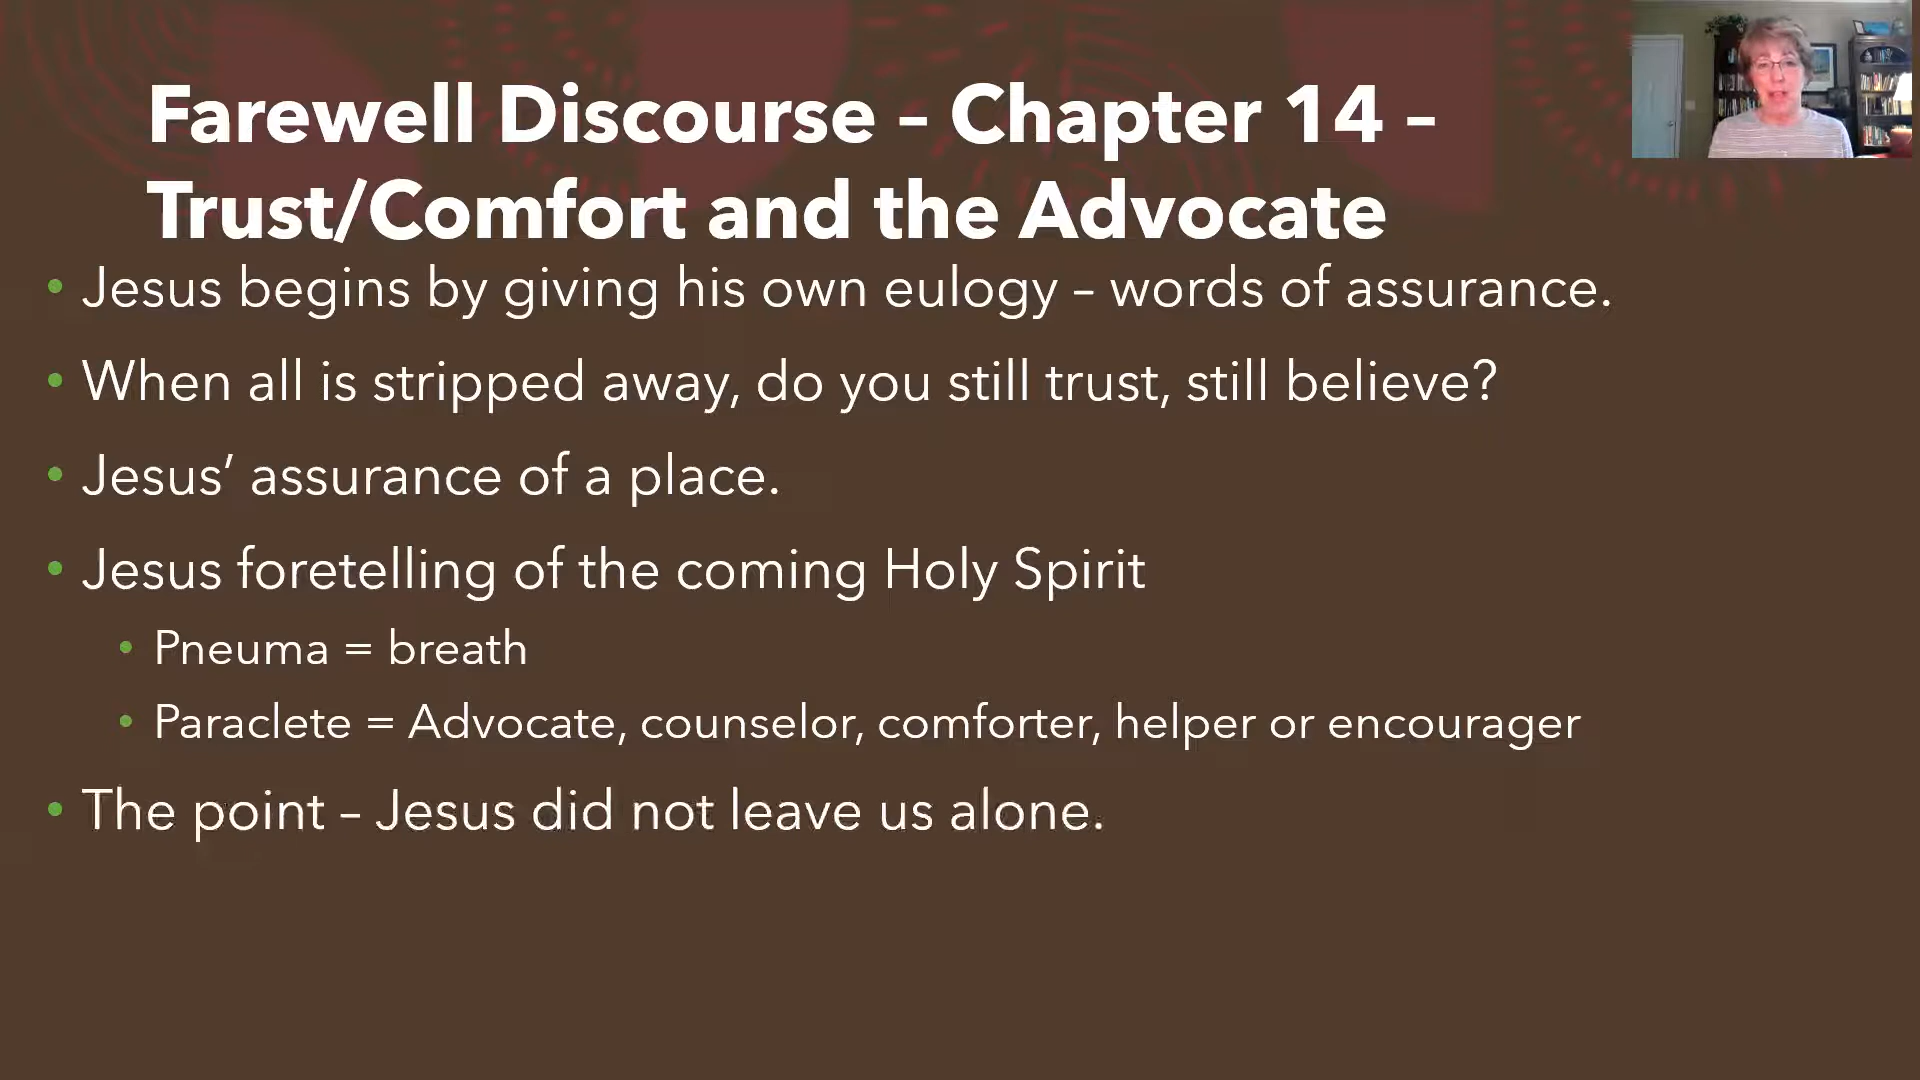 Farewell Discourse – Chapter 14 –
Trust/Comfort and the Advocate
• Jesus begins by giving his own eulogy – words of assurance.
• When all is stripped away, do you still trust, still believe?
• Jesus’ assurance of a place.
• Jesus foretelling of the coming Holy Spirit
• Pneuma = breath
• Paraclete = Advocate, counselor, comforter, helper or encourager
• The point – Jesus did not leave us alone.